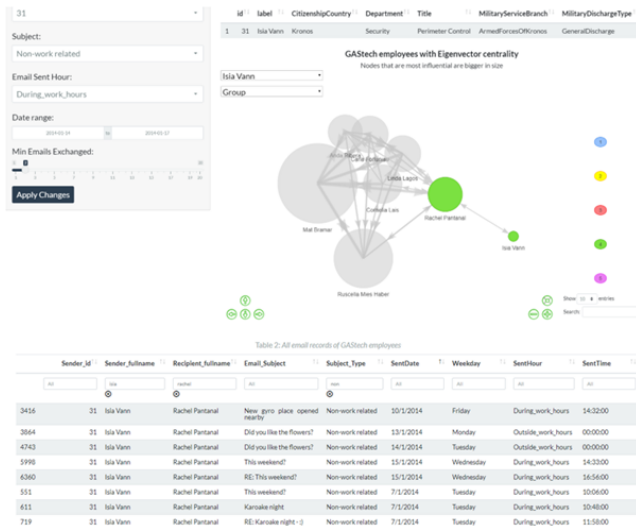 31
id label CitizenshipCountry Department Title MilitaryServiceBranch MilitaryDischargeType
1 31 Isia Vann Kronos Security Perimeter Control ArmedForcesOfKronos GeneralDischarge
Subject:
Non-work related
GAStech employees with Eigenvector centrality
Nodes that are most influential are bigger in size
Email Sent Hour:
During_work_hours
Isia Vann
Group
Date range:
to
Min Emails Exchanged:
Apply Changes
Linda Lagos
Cornelia Lais
Rachel Pantanal
Mat Bramar
Isia Vann
Ruscella Mies Haber
Show 10 entries
Search:
Table 2: All email records of GAStech employees
Sender_id Sender_fullname Recipient_fullname Email_Subject Subject_Type SentDate Weekday SentHour SentTime
All isia rachel All non All All All All
3416 31 Isia Vann Rachel Pantanal New gyro place opened nearby Non-work related 10/1/2014 Friday During_work_hours 14:32:00
3864 31 Isia Vann Rachel Pantanal Did you like the flowers? Non-work related 13/1/2014 Monday Outside_work_hours 00:00:00
4743 31 Isia Vann Rachel Pantanal Did you like the flowers? Non-work related 14/1/2014 Tuesday Outside_work_hours 00:00:00
5998 31 Isia Vann Rachel Pantanal This weekend? Non-work related 15/1/2014 Wednesday During_work_hours 14:33:00
6360 31 Isia Vann Rachel Pantanal RE: This weekend? Non-work related 15/1/2014 Wednesday During_work_hours 16:56:00
551 31 Isia Vann Rachel Pantanal This weekend? Non-work related 7/1/2014 Tuesday During_work_hours 10:06:00
611 31 Isia Vann Rachel Pantanal Karoake night Non-work related 7/1/2014 Tuesday During_work_hours 10:48:00
719 31 Isia Vann Rachel Pantanal RE: Karoake night - :) Non-work related 7/1/2014 Tuesday During_work_hours 11:58:00